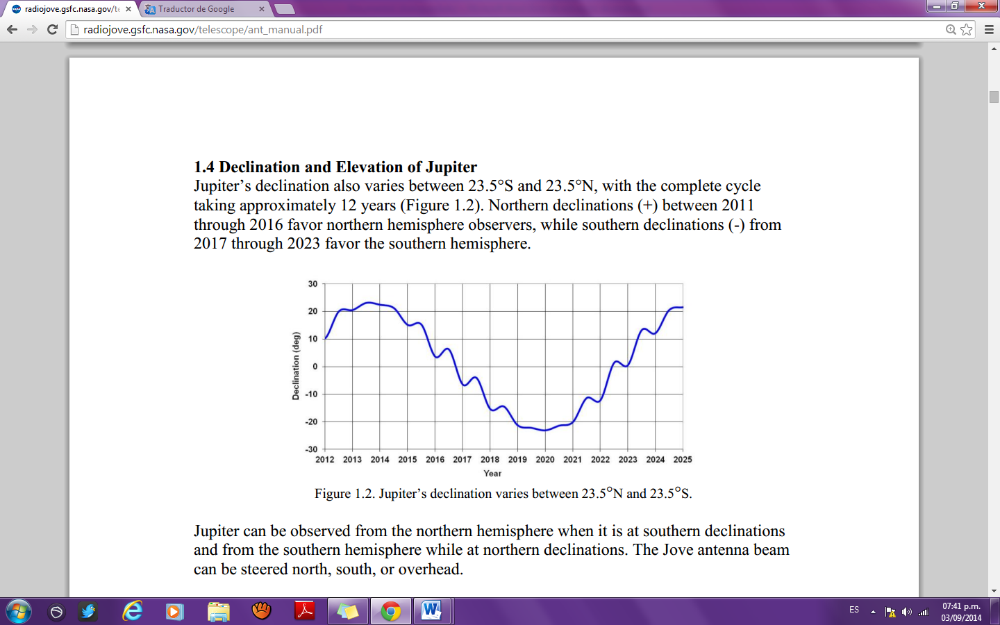 radiojove.gsfc.nasa.gov/te
Traductor de Google
radiojove.gsfc.nasa.gov/telescope/ant_manual.pdf
1.4 Declination and Elevation of Jupiter
Jupiter’s declination also varies between 23.5°S and 23.5°N, with the complete cycle
taking approximately 12 years (Figure 1.2). Northern declinations (+) between 2011
through 2016 favor northern hemisphere observers, while southern declinations (-) from
2017 through 2023 favor the southern hemisphere.
30
20
10
0
-10
-20
-30
Declination (deg)
2012 2013 2014 2015 2016 2017 2018 2019 2020 2021 2022 2023 2024 2025
Year
Figure 1.2. Jupiter’s declination varies between 23.5°N and 23.5°S.
Jupiter can be observed from the northern hemisphere when it is at southern declinations
and from the southern hemisphere while at northern declinations. The Jove antenna beam
can be steered north, south, or overhead.
ES
07:41 p.m.
03/09/2014